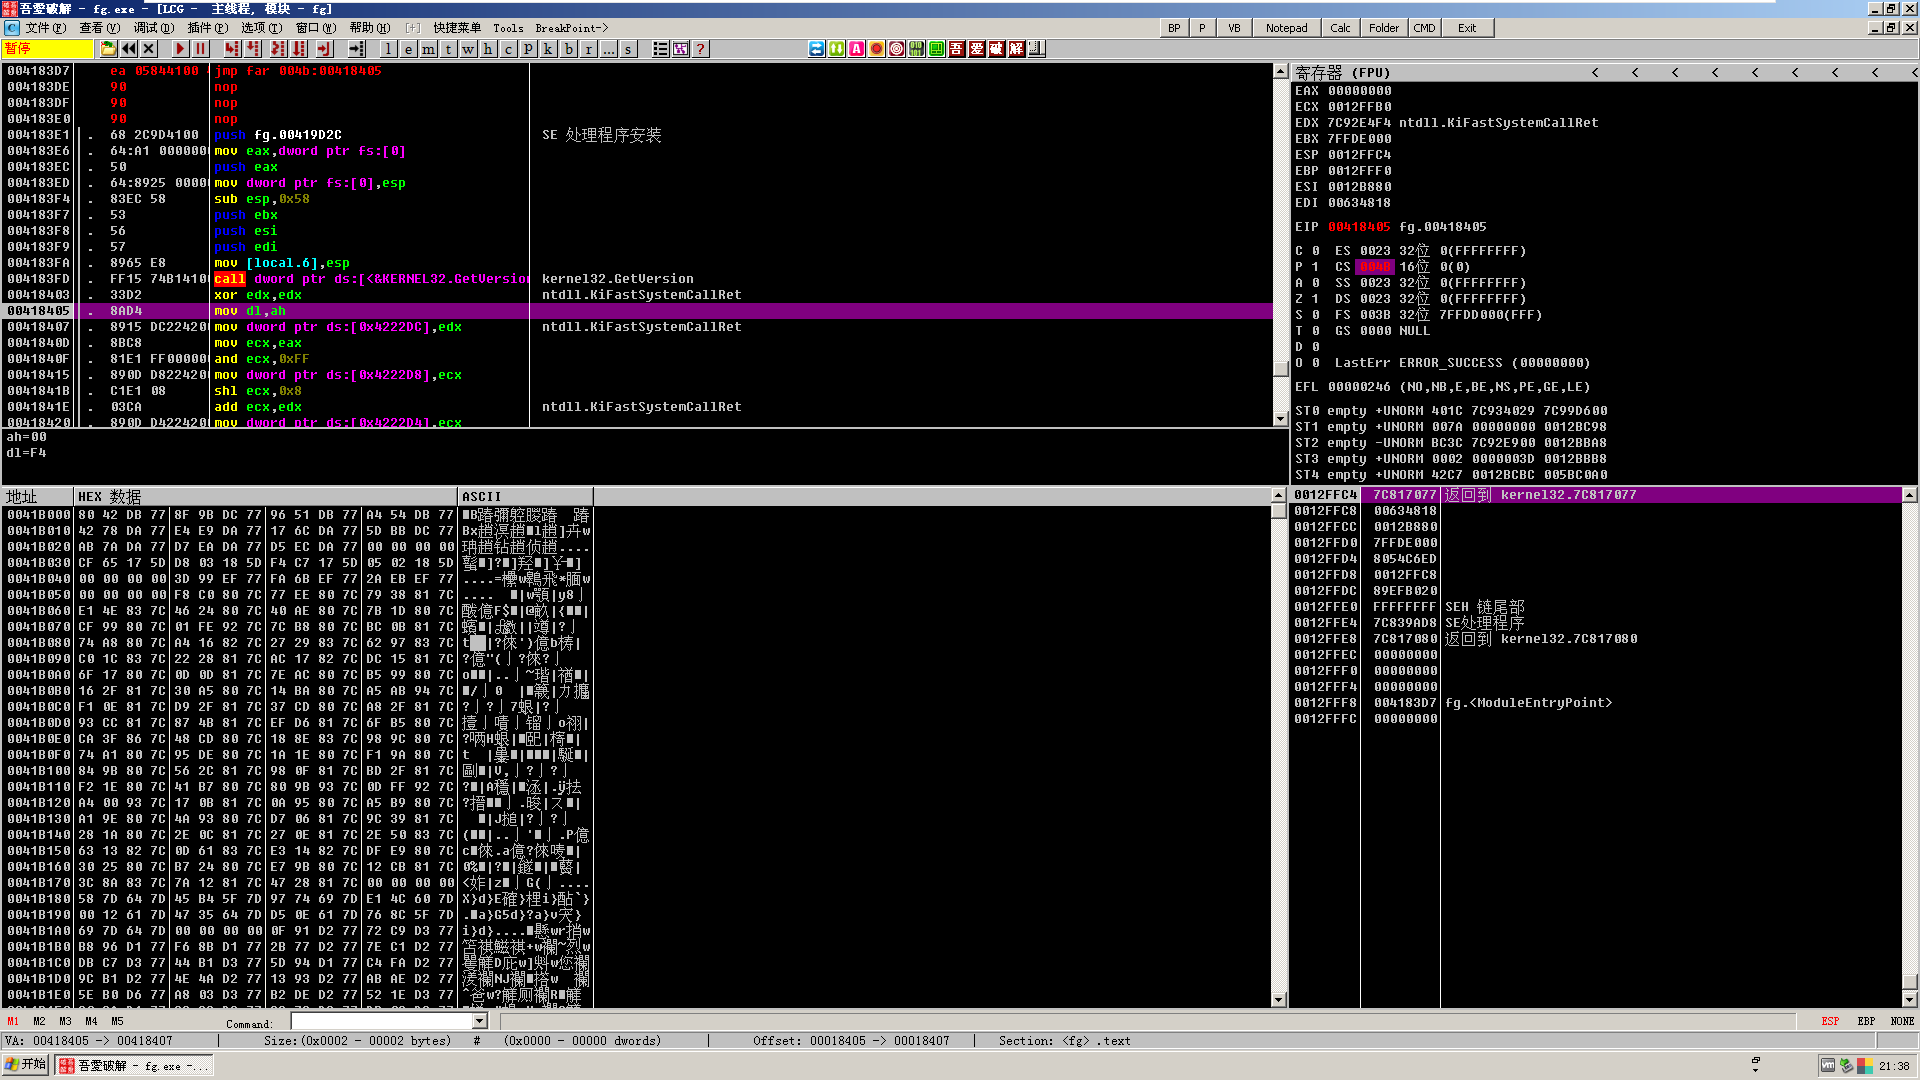 吾愛破解 - fg.exe - [LCG -  主线程, 模块 - fg]
文件(F) 查看(V) 调试(D) 插件(P) 选项(T) 窗口(W) 帮助(H) [+] 快捷菜单 Tools BreakPoint-> BP P VB Notepad Calc Folder CMD Exit
暂停 l e m t w h c p k b r ... s ?
004183D7 ea 05844100 jmp far 004b:00418405
004183DE 90 nop
004183DF 90 nop
004183E0 90 nop
004183E1 . 68 2C9D4100 push fg.00419D2C SE 处理程序安装
004183E6 . 64:A1 0000000 mov eax,dword ptr fs:[0]
004183EC . 50 push eax
004183ED . 64:8925 00000 mov dword ptr fs:[0],esp
004183F4 . 83EC 58 sub esp,0x58
004183F7 . 53 push ebx
004183F8 . 56 push esi
004183F9 . 57 push edi
004183FA . 8965 E8 mov [local.6],esp
004183FD . FF15 74B14100 call dword ptr ds:[<&KERNEL32.GetVersion kernel32.GetVersion
00418403 . 33D2 xor edx,edx ntdll.KiFastSystemCallRet
00418405 . 8AD4 mov dl,ah
00418407 . 8915 DC224200 mov dword ptr ds:[0x4222DC],edx ntdll.KiFastSystemCallRet
0041840D . 8BC8 mov ecx,eax
0041840F . 81E1 FF000000 and ecx,0xFF
00418415 . 890D D8224200 mov dword ptr ds:[0x4222D8],ecx
0041841B . C1E1 08 shl ecx,0x8
0041841E . 03CA add ecx,edx ntdll.KiFastSystemCallRet
00418420 . 890D D4224200 mov dword ptr ds:[0x4222D4],ecx
ah=00
dl=F4
寄存器 (FPU) < < < < < < < < <
EAX 00000000
ECX 0012FFB0
EDX 7C92E4F4 ntdll.KiFastSystemCallRet
EBX 7FFDE000
ESP 0012FFC4
EBP 0012FFF0
ESI 0012B880
EDI 00634818
EIP 00418405 fg.00418405
C 0 ES 0023 32位 0(FFFFFFFF)
P 1 CS 004B 16位 0(0)
A 0 SS 0023 32位 0(FFFFFFFF)
Z 1 DS 0023 32位 0(FFFFFFFF)
S 0 FS 003B 32位 7FFDD000(FFF)
T 0 GS 0000 NULL
D 0
O 0 LastErr ERROR_SUCCESS (00000000)
EFL 00000246 (NO,NB,E,BE,NS,PE,GE,LE)
ST0 empty +UNORM 401C 7C934029 7C99D600
ST1 empty +UNORM 007A 00000000 0012BC98
ST2 empty -UNORM BC3C 7C92E900 0012BBA8
ST3 empty +UNORM 0002 0000003D 0012BBB8
ST4 empty +UNORM 42C7 0012BCBC 005BC0A0
地址 HEX 数据 ASCII
0041B000 80 42 DB 77 8F 9B DC 77 96 51 DB 77 A4 54 DB 77
0041B010 42 78 DA 77 E4 E9 DA 77 17 6C DA 77 5D BB DC 77
0041B020 AB 7A DA 77 D7 EA DA 77 D5 EC DA 77 00 00 00 00
0041B030 CF 65 17 5D D8 03 18 5D F4 C7 17 5D 05 02 18 5D
0041B040 00 00 00 00 3D 99 EF 77 FA 6B EF 77 2A EB EF 77
0041B050 00 00 00 00 F8 C0 80 7C 77 EE 80 7C 79 38 81 7C
0041B060 E1 4E 83 7C 46 24 80 7C 40 AE 80 7C 7B 1D 80 7C
0041B070 CF 99 80 7C 01 FE 92 7C 7C B8 80 7C BC 0B 81 7C
0041B080 74 A8 80 7C A4 16 82 7C 27 29 83 7C 62 97 83 7C
0041B090 C0 1C 83 7C 22 28 81 7C AC 17 82 7C DC 15 81 7C
0041B0A0 6F 17 80 7C 0D 0D 81 7C 7E AC 80 7C B5 99 80 7C
0041B0B0 16 2F 81 7C 30 A5 80 7C 14 BA 80 7C A5 AB 94 7C
0041B0C0 F1 0E 81 7C D9 2F 81 7C 37 CD 80 7C A8 2F 81 7C
0041B0D0 93 CC 81 7C 87 4B 81 7C EF D6 81 7C 6F B5 80 7C
0041B0E0 CA 3F 86 7C 48 CD 80 7C 18 8E 83 7C 98 9C 80 7C
0041B0F0 74 A1 80 7C 95 DE 80 7C 1A 1E 80 7C F1 9A 80 7C
0041B100 84 9B 80 7C 56 2C 81 7C 98 0F 81 7C BD 2F 81 7C
0041B110 F2 1E 80 7C 41 B7 80 7C 80 9B 93 7C 0D FF 92 7C
0041B120 A4 00 93 7C 17 0B 81 7C 0A 95 80 7C A5 B9 80 7C
0041B130 A1 9E 80 7C 4A 93 80 7C D7 06 81 7C 9C 39 81 7C
0041B140 28 1A 80 7C 2E 0C 81 7C 27 0E 81 7C 2E 50 83 7C
0041B150 63 13 82 7C 0D 61 83 7C E3 14 82 7C DF E9 80 7C
0041B160 30 25 80 7C B7 24 80 7C E7 9B 80 7C 12 CB 81 7C
0041B170 3C 8A 83 7C 7A 12 81 7C 47 28 81 7C 00 00 00 00
0041B180 58 7D 64 7D 45 B4 5F 7D 97 74 69 7D E1 4C 60 7D
0041B190 00 12 61 7D 47 35 64 7D D5 0E 61 7D 76 8C 5F 7D
0041B1A0 69 7D 64 7D 00 00 00 00 0F 91 D2 77 72 C9 D3 77
0041B1B0 B8 96 D1 77 F6 8B D1 77 2B 77 D2 77 7E C1 D2 77
0041B1C0 DB C7 D3 77 44 B1 D3 77 5D 94 D1 77 C4 FA D2 77
0041B1D0 9C B1 D2 77 4E 4A D2 77 13 93 D2 77 AB AE D2 77
0041B1E0 5E B0 D6 77 A8 03 D3 77 B2 DE D2 77 52 1E D3 77
0012FFC4 7C817077 返回到 kernel32.7C817077
0012FFC8 00634818
0012FFCC 0012B880
0012FFD0 7FFDE000
0012FFD4 8054C6ED
0012FFD8 0012FFC8
0012FFDC 89EFB020
0012FFE0 FFFFFFFF SEH 链尾部
0012FFE4 7C839AD8 SE处理程序
0012FFE8 7C817080 返回到 kernel32.7C817080
0012FFEC 00000000
0012FFF0 00000000
0012FFF4 00000000
0012FFF8 004183D7 fg.<ModuleEntryPoint>
0012FFFC 00000000
M1 M2 M3 M4 M5 Command: ESP EBP NONE
VA: 00418405 -> 00418407 Size:(0x0002 - 00002 bytes) # (0x0000 - 00000 dwords) Offset: 00018405 -> 00018407 Section: <fg> .text
开始 吾愛破解 - fg.exe -... 21:38